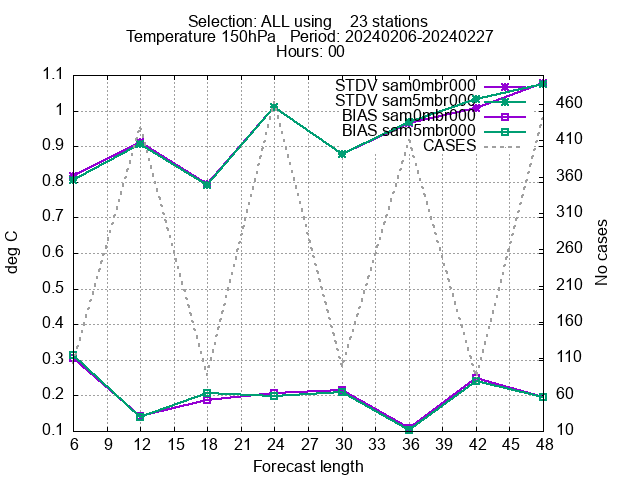 Selection: ALL using    23 stations
Temperature 150hPa   Period: 20240206-20240227
Hours: 00
STDV sam0mbr000
STDV sam5mbr000
BIAS sam0mbr000
BIAS sam5mbr000
CASES
deg C
1.1
1
0.9
0.8
0.7
0.6
0.5
0.4
0.3
0.2
0.1
No cases
460
410
360
310
260
210
160
110
60
10
6 9 12 15 18 21 24 27 30 33 36 39 42 45 48
Forecast length